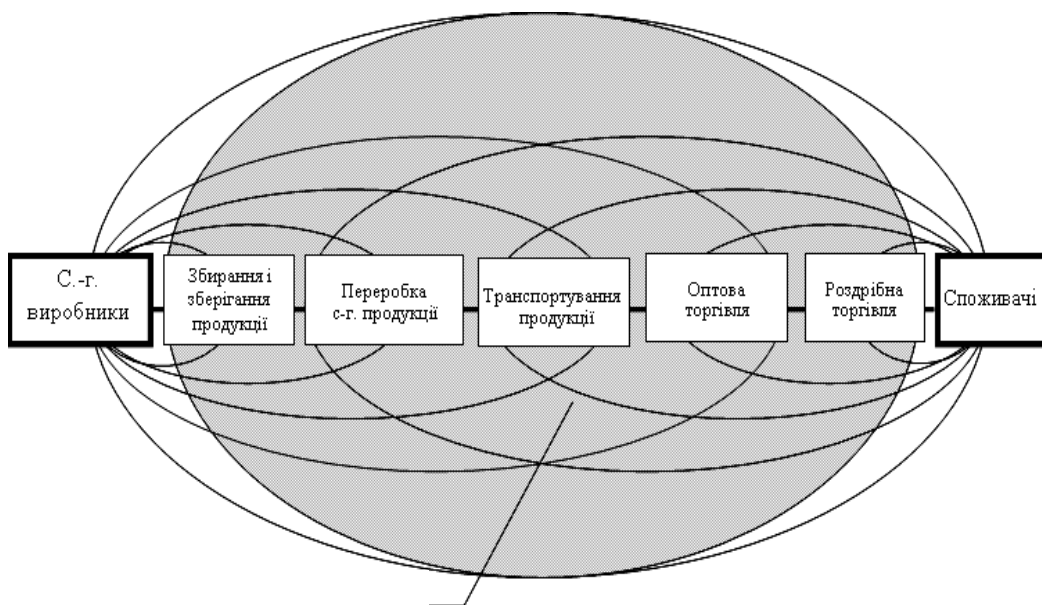 С.-г.
виробники
Збирання і
зберігання
продукції
Переробка
с-г. продукції
Транспортування
продукції
Оптова
торгівля
Роздрібна
торгівля
Споживачі